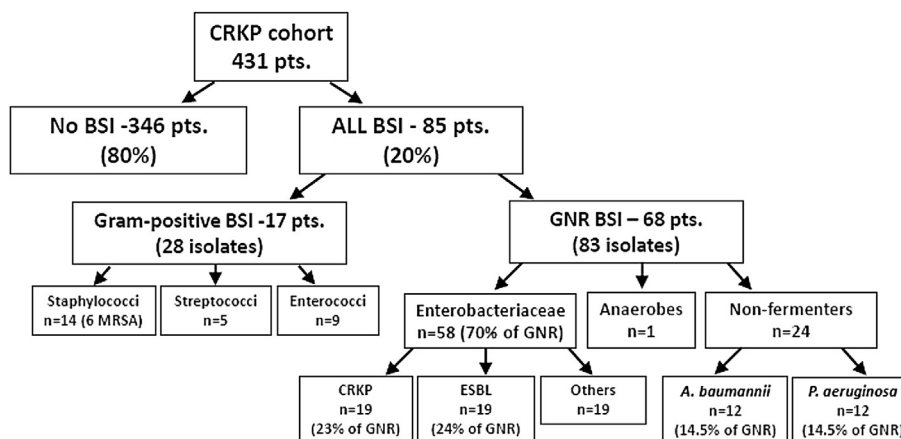 CRKP cohort
431 pts.
No BSI -346 pts.
(80%)
ALL BSI - 85 pts.
(20%)
Gram-positive BSI -17 pts.
(28 isolates)
GNR BSI – 68 pts.
(83 isolates)
Staphylococci
n=14 (6 MRSA)
Streptococci
n=5
Enterococci
n=9
Enterobacteriaceae
n=58 (70% of GNR)
Anaerobes
n=1
Non-fermenters
n=24
CRKP
n=19
(23% of GNR)
ESBL
n=19
(24% of GNR)
Others
n=19
A. baumannii
n=12
(14.5% of GNR)
P. aeruginosa
n=12
(14.5% of GNR)